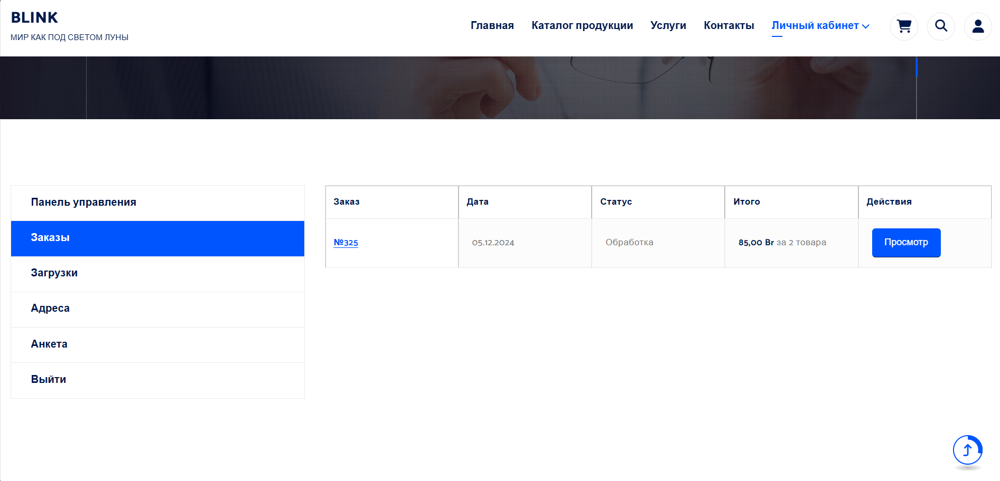 BLINK
МИР КАК ПОД СВЕТОМ ЛУНЫ
Главная Каталог продукции Услуги Контакты Личный кабинет
Панель управления
Заказы
Загрузки
Адреса
Анкета
Выйти
Заказ Дата Статус Итого Действия
№325 05.12.2024 Обработка 85,00 Br за 2 товара Просмотр